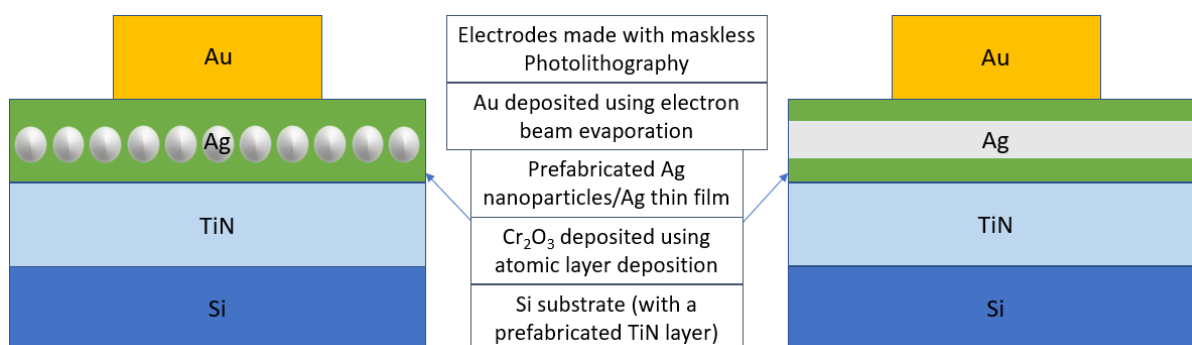 Au
Ag
TiN
Si
Electrodes made with maskless
Photolithography
Au deposited using electron
beam evaporation
Prefabricated Ag
nanoparticles/Ag thin film
Cr₂O₃ deposited using
atomic layer deposition
Si substrate (with a
prefabricated TiN layer)
Au
Ag
TiN
Si